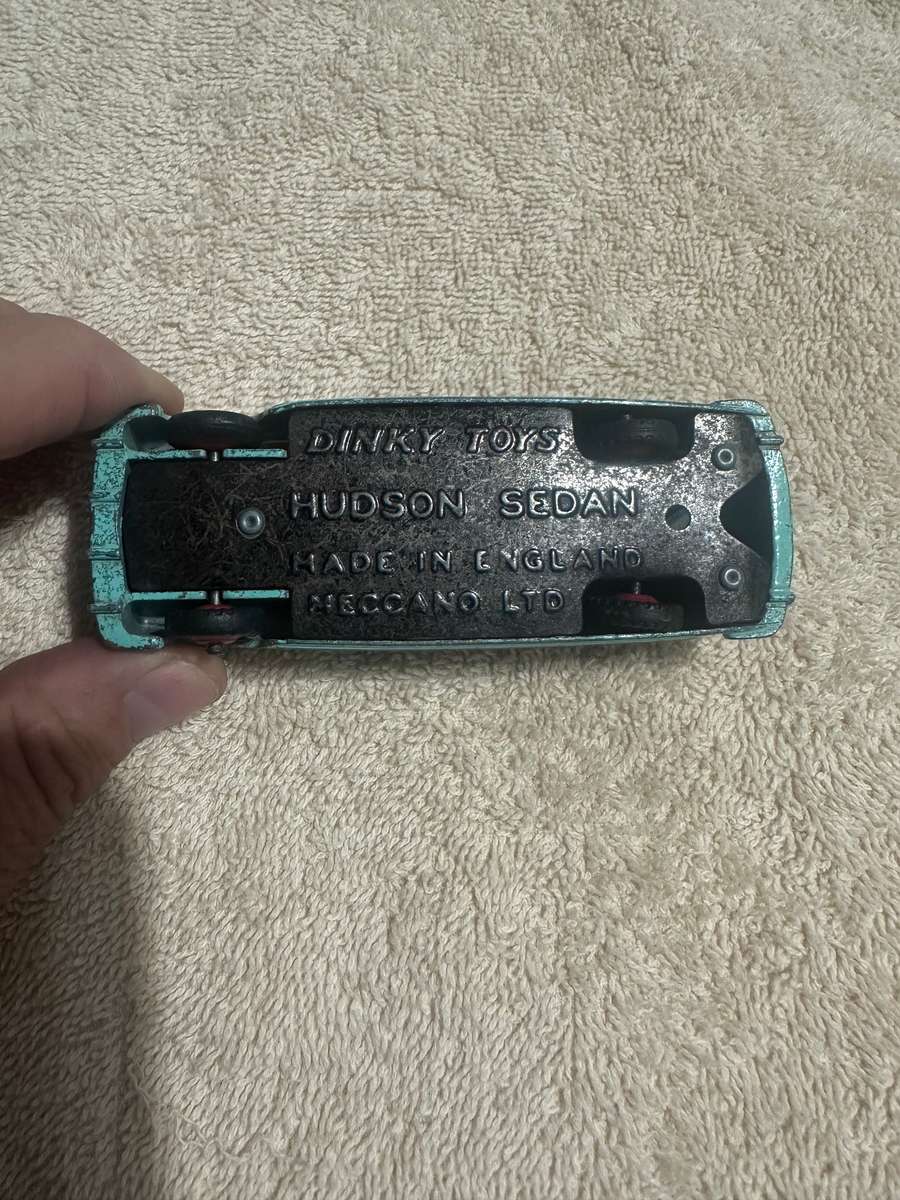 DINKY TOYS
HUDSON SEDAN
MADE IN ENGLAND
MECCANO LTD